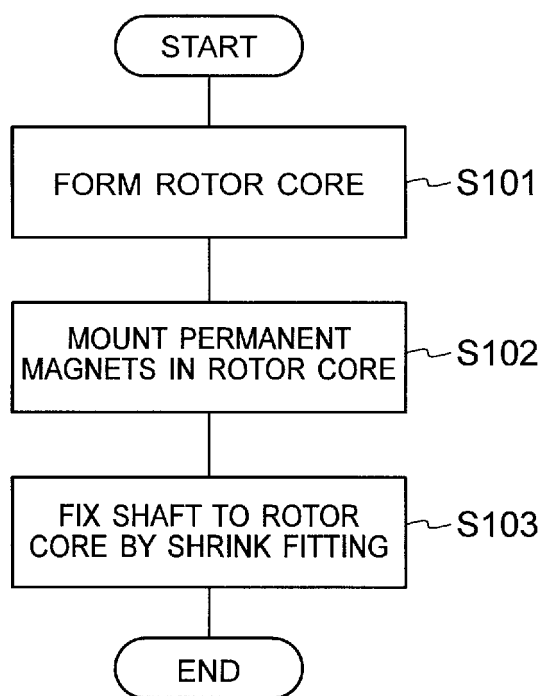 START
FORM ROTOR CORE
S101
MOUNT PERMANENT
MAGNETS IN ROTOR CORE
S102
FIX SHAFT TO ROTOR
CORE BY SHRINK FITTING
S103
END